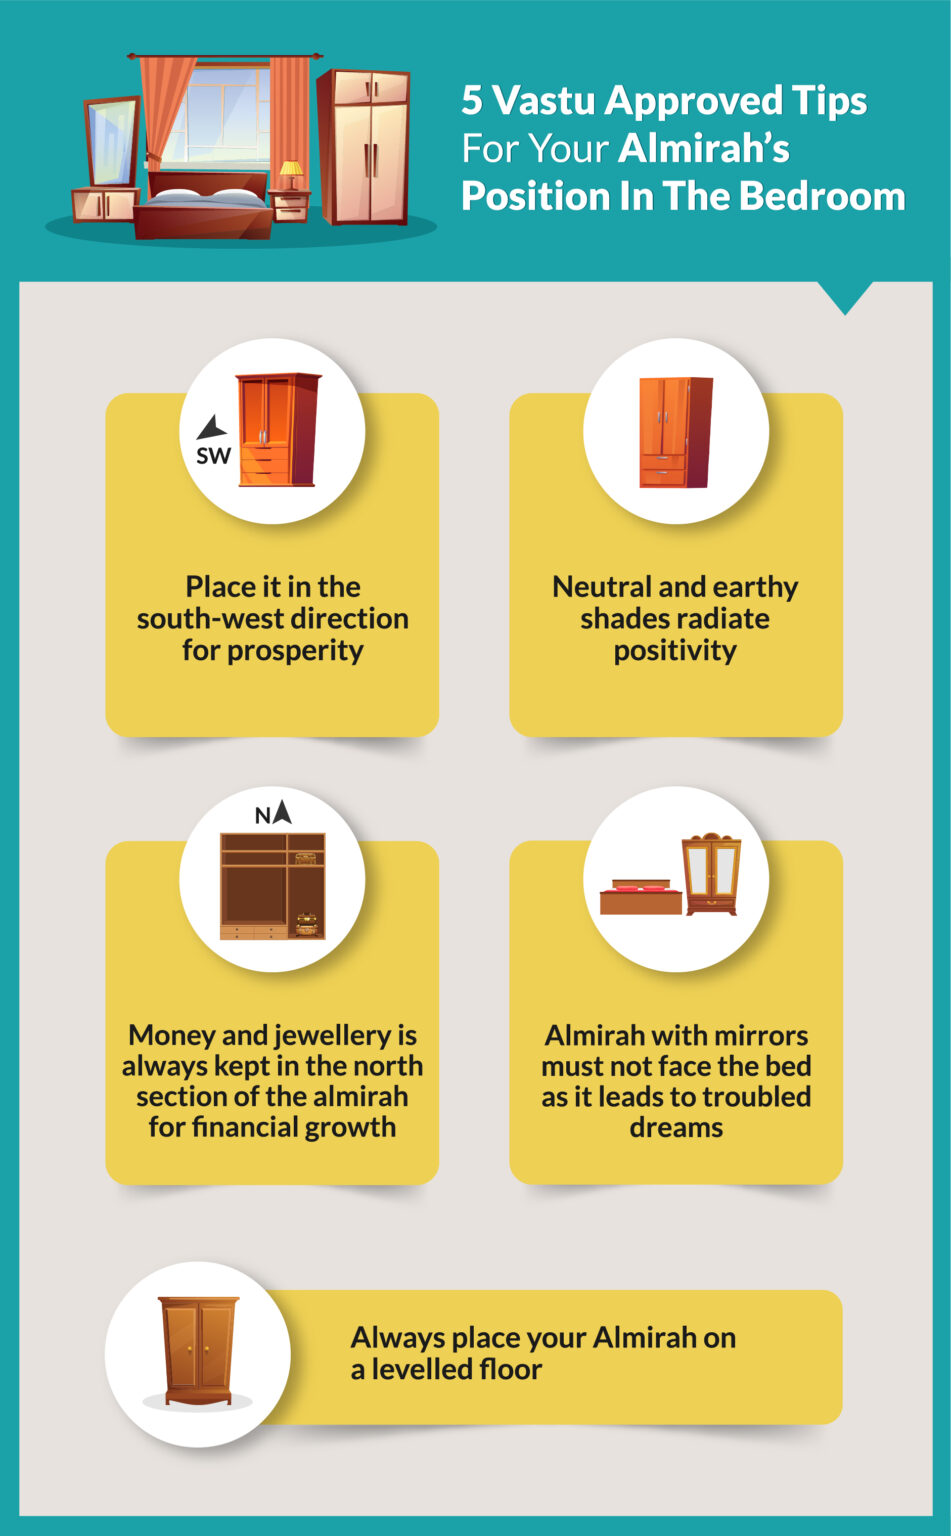 5 Vastu Approved Tips
For Your Almirah's
Position In The Bedroom
SW
Place it in the
south-west direction
for prosperity
Neutral and earthy
shades radiate
positivity
N
Money and jewellery is
always kept in the north
section of the almirah
for financial growth
Almirah with mirrors
must not face the bed
as it leads to troubled
dreams
Always place your Almirah on
a levelled floor